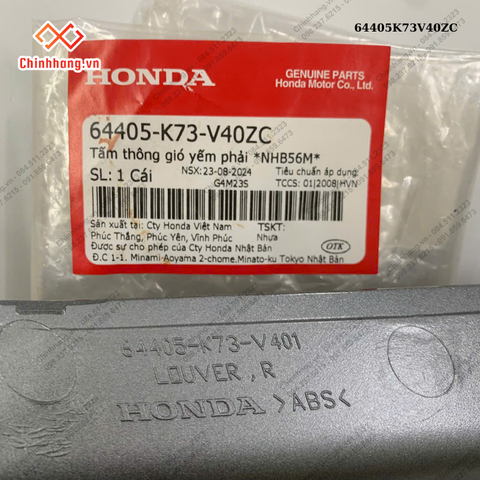 64405K73V40ZC
Chinhhang.vn
HONDA
GENUINE PARTS
Honda Motor Co., Ltd.
64405-K73-V40ZC
Tấm thông gió yếm phải *NHB56M*
SL: 1 Cái
NSX: 23-08-2024
G4M23S
Tiêu chuẩn áp dụng:
TCCS: 01|2008|HVN
Sản xuất tại: Cty Honda Việt Nam
TSKT:
Phúc Thắng, Phúc Yên, Vĩnh Phúc
Nhựa
Được sự cho phép của Cty Honda Nhật Bản
Đ.C 1-1. Minami-Aoyama 2-chome.Minato-ku Tokyo Nhật Bản
OTK
64405-K73-V401
LOUVER, R
HONDA >ABS<